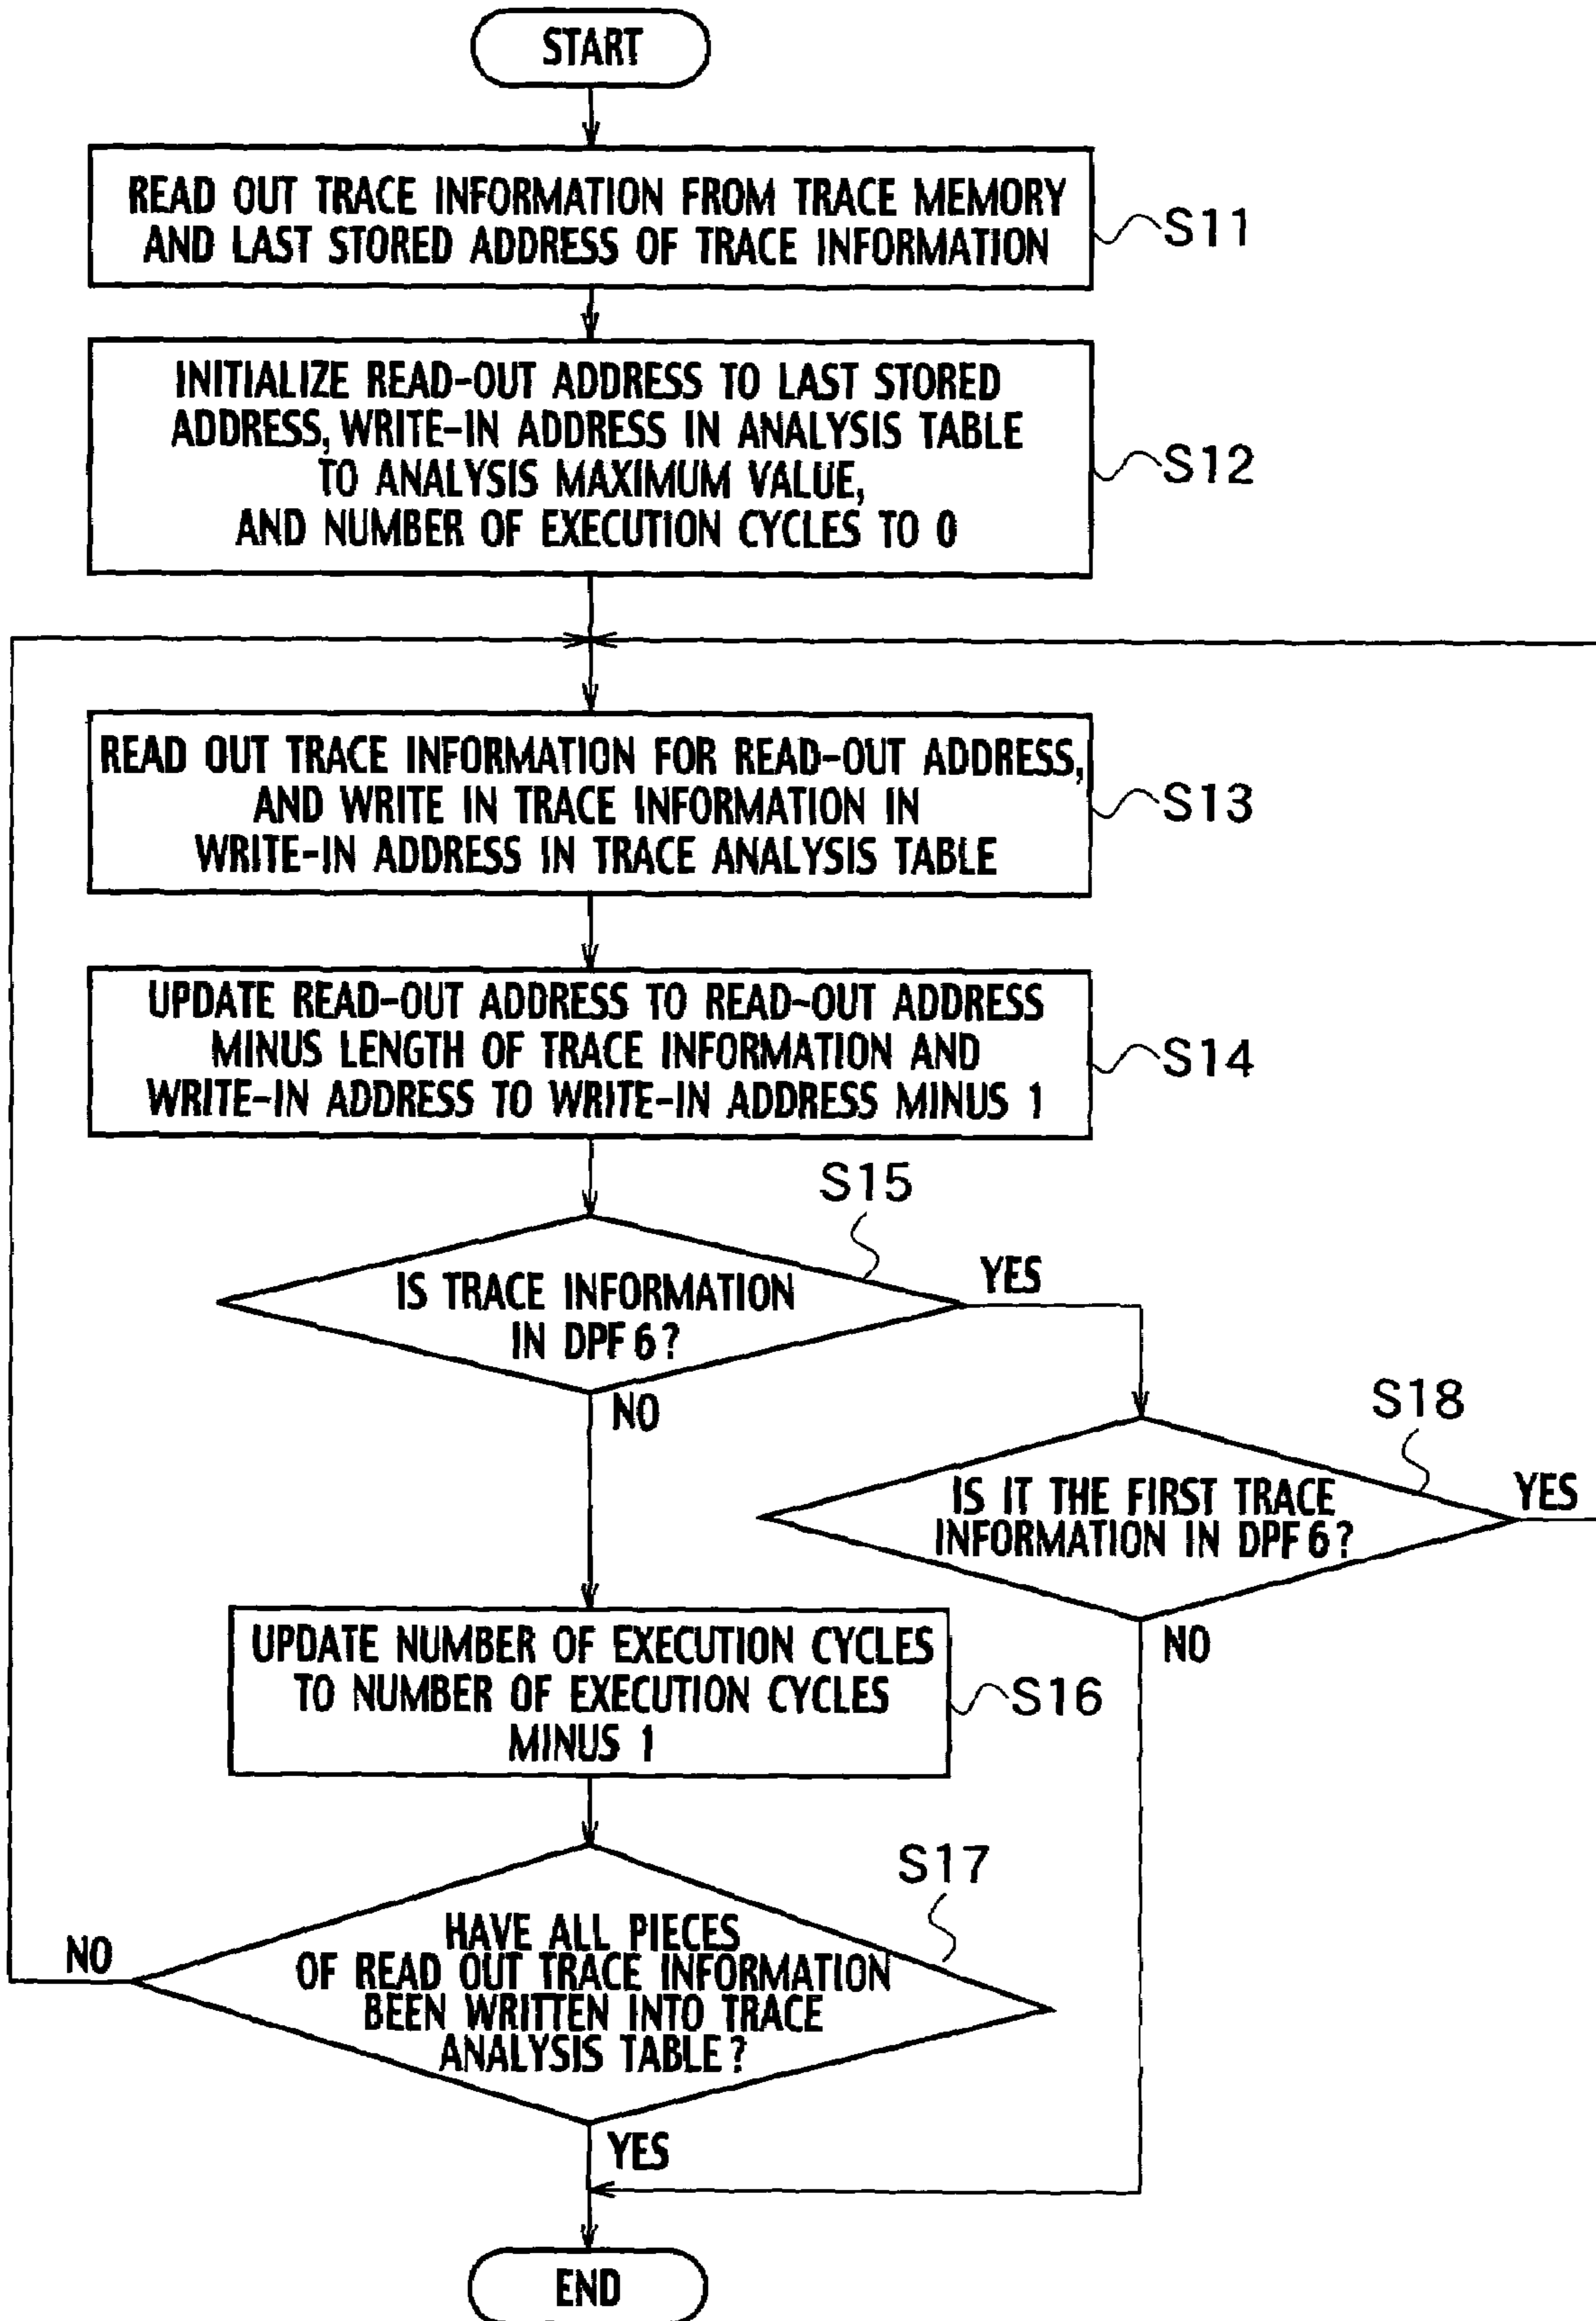 START
READ OUT TRACE INFORMATION FROM TRACE MEMORY
AND LAST STORED ADDRESS OF TRACE INFORMATION
S11
INITIALIZE READ-OUT ADDRESS TO LAST STORED
ADDRESS, WRITE-IN ADDRESS IN ANALYSIS TABLE
TO ANALYSIS MAXIMUM VALUE,
AND NUMBER OF EXECUTION CYCLES TO 0
S12
READ OUT TRACE INFORMATION FOR READ-OUT ADDRESS,
AND WRITE IN TRACE INFORMATION IN
WRITE-IN ADDRESS IN TRACE ANALYSIS TABLE
S13
UPDATE READ-OUT ADDRESS TO READ-OUT ADDRESS
MINUS LENGTH OF TRACE INFORMATION AND
WRITE-IN ADDRESS TO WRITE-IN ADDRESS MINUS 1
S14
S15
IS TRACE INFORMATION
IN DPF 6?
YES
NO
S18
IS IT THE FIRST TRACE
INFORMATION IN DPF 6?
YES
NO
UPDATE NUMBER OF EXECUTION CYCLES
TO NUMBER OF EXECUTION CYCLES
MINUS 1
S16
S17
HAVE ALL PIECES
OF READ OUT TRACE INFORMATION
BEEN WRITTEN INTO TRACE
ANALYSIS TABLE?
NO
YES
END